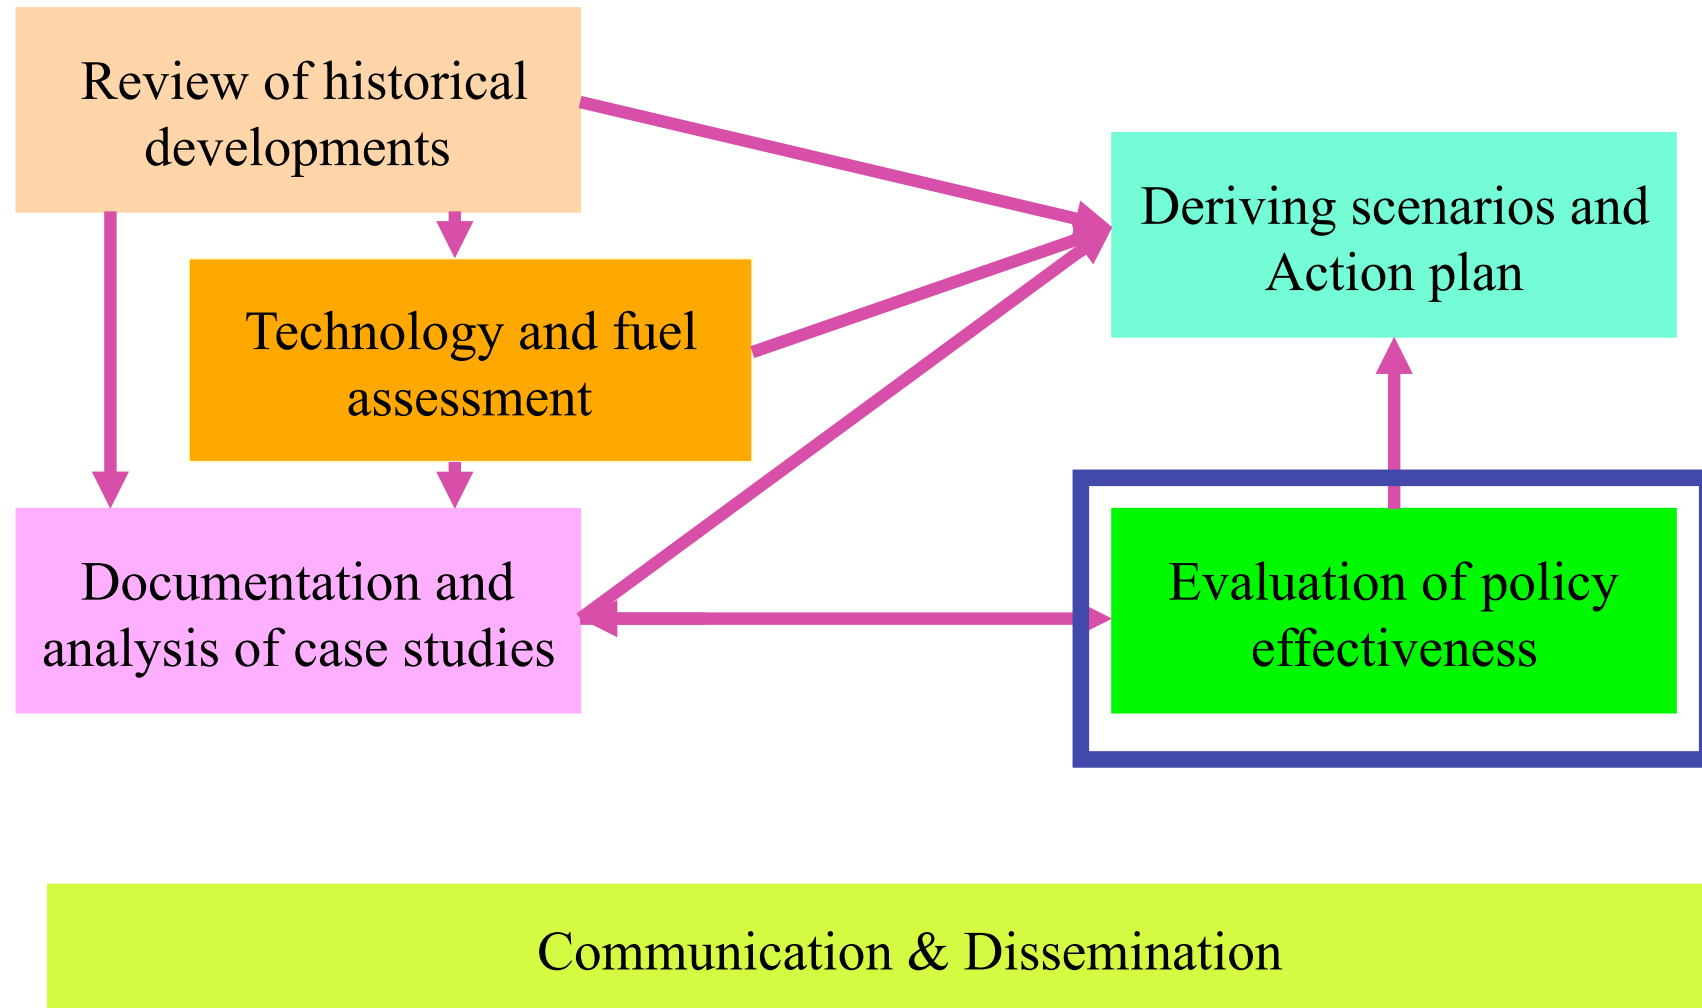 Review of historical
developments
Technology and fuel
assessment
Documentation and
analysis of case studies
Deriving scenarios and
Action plan
Evaluation of policy
effectiveness
Communication & Dissemination